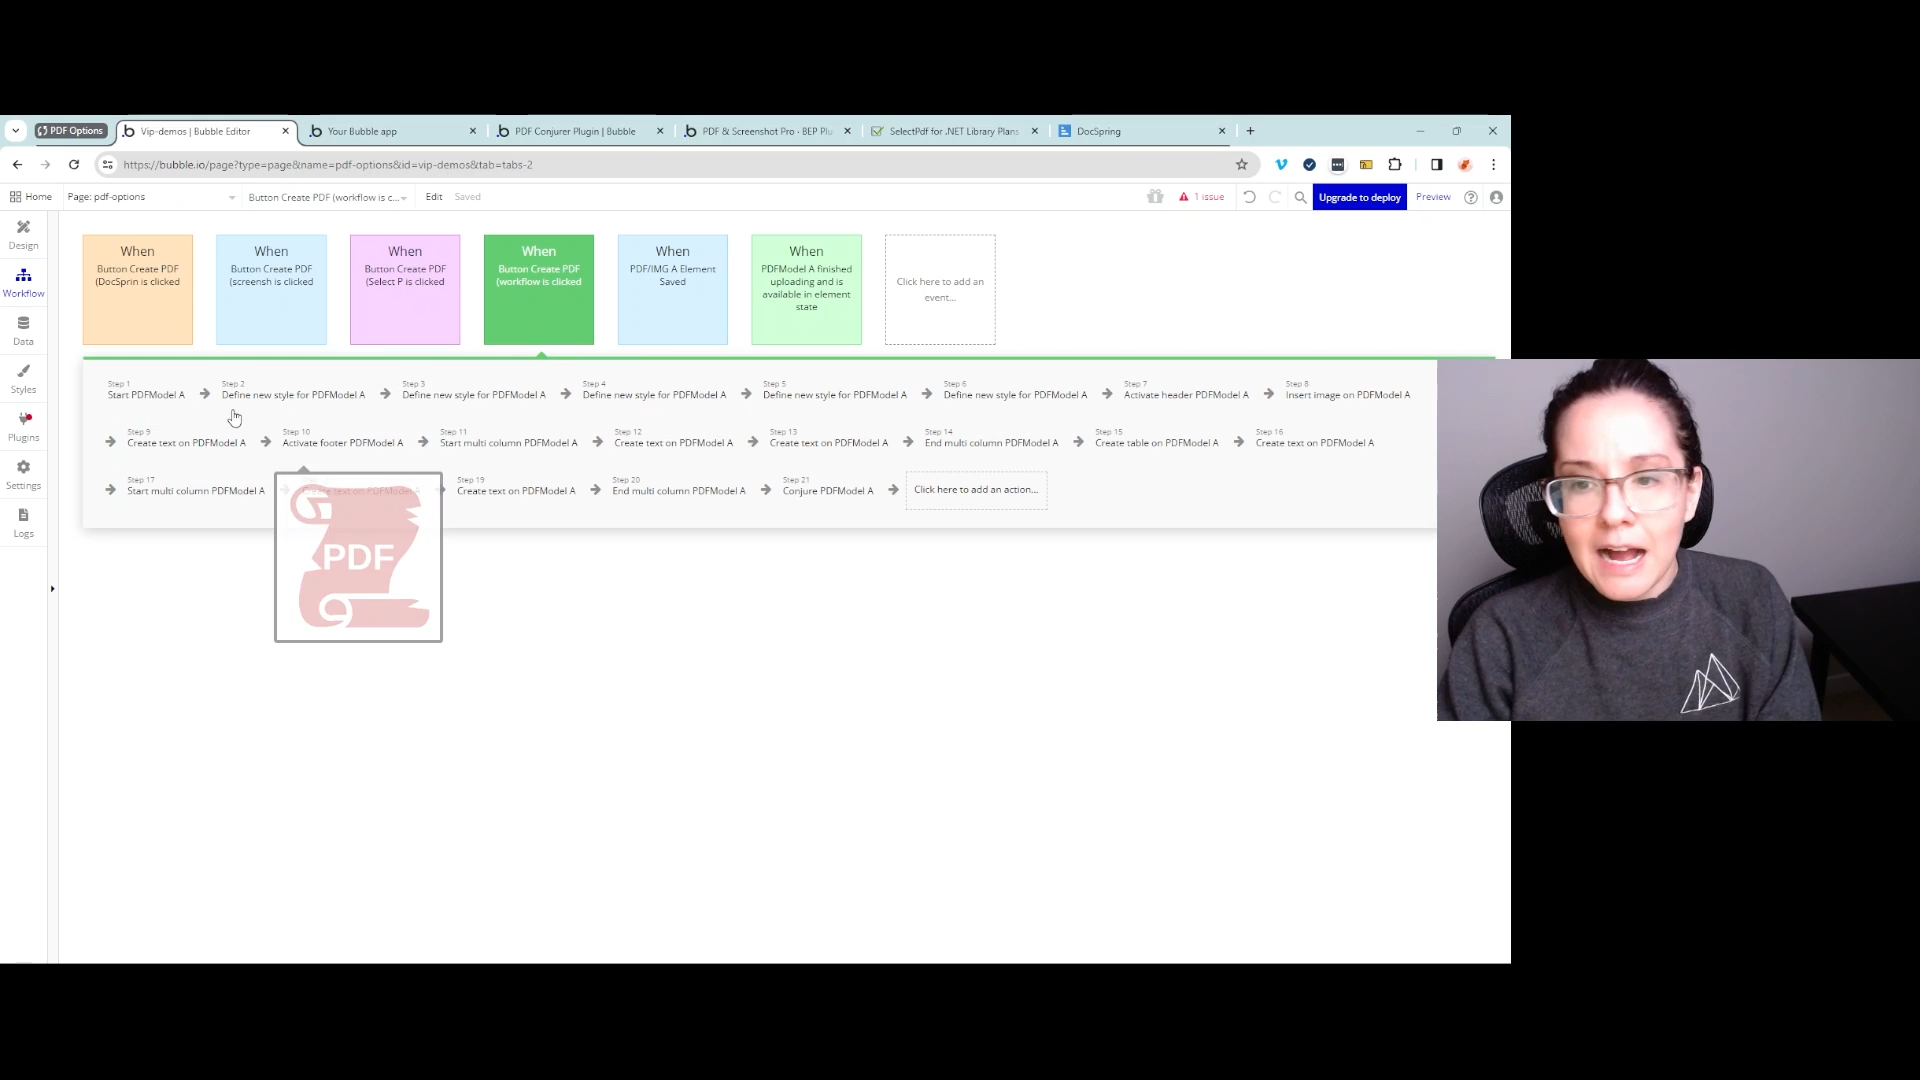 PDF Options
Vip-demos | Bubble Editor
Your Bubble app
PDF Conjurer Plugin | Bubble
PDF & Screenshot Pro - BEP Plu
SelectPdf for .NET Library Plans
DocSpring
https://bubble.io/page?type=page&name=pdf-options&id=vip-demos&tab=tabs-2
Home
Page: pdf-options
Button Create PDF (workflow is c...
Edit
Saved
1 issue
Upgrade to deploy
Preview
Design
Workflow
Data
Styles
Plugins
Settings
Logs
When
Button Create PDF
(DocSprin is clicked
When
Button Create PDF
(screensh is clicked
When
Button Create PDF
(Select P is clicked
When
Button Create PDF
(workflow is clicked
When
PDF/IMG A Element
Saved
When
PDFModel A finished
uploading and is
available in element
state
Click here to add an
event...
Step 1
Start PDFModel A
Step 2
Define new style for PDFModel A
Step 3
Define new style for PDFModel A
Step 4
Define new style for PDFModel A
Step 5
Define new style for PDFModel A
Step 6
Define new style for PDFModel A
Step 7
Activate header PDFModel A
Step 8
Insert image on PDFModel A
Step 9
Create text on PDFModel A
Step 10
Activate footer PDFModel A
Step 11
Start multi column PDFModel A
Step 12
Create text on PDFModel A
Step 13
Create text on PDFModel A
Step 14
End multi column PDFModel A
Step 15
Create table on PDFModel A
Step 16
Create text on PDFModel A
Step 17
Start multi column PDFModel A
Create text on PDFModel A
Step 19
Create text on PDFModel A
Step 20
End multi column PDFModel A
Step 21
Conjure PDFModel A
Click here to add an action...
PDF